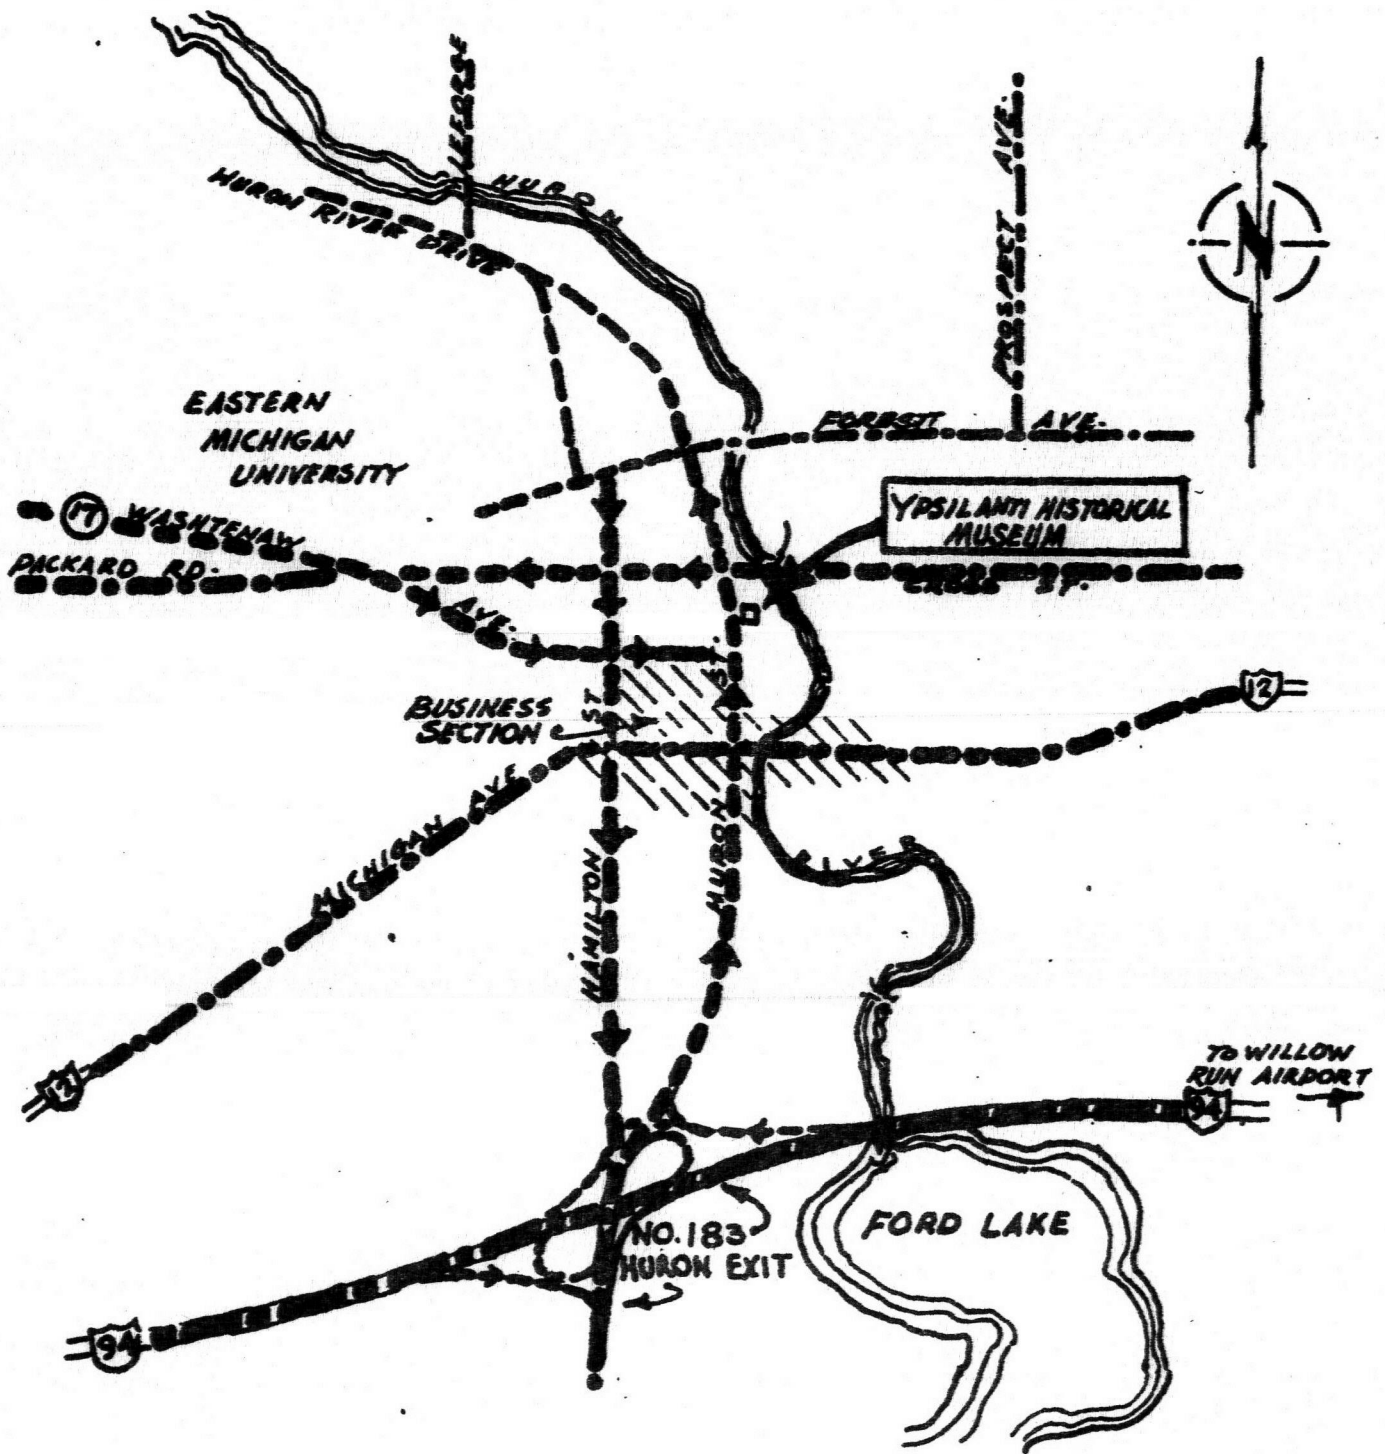 LEFORGE
HURON
HURON RIVER DRIVE
PROSPECT AVE.
N
EASTERN
MICHIGAN
UNIVERSITY
FOREST AVE.
17 WASHTENAW AVE.
PACKARD RD.
YPSILANTI HISTORICAL
MUSEUM
CROSS ST.
BUSINESS
SECTION
12
MICHIGAN AVE
HAMILTON ST
HURON ST.
RIVER
12
TO WILLOW
RUN AIRPORT
94
FORD LAKE
NO. 183
HURON EXIT
94